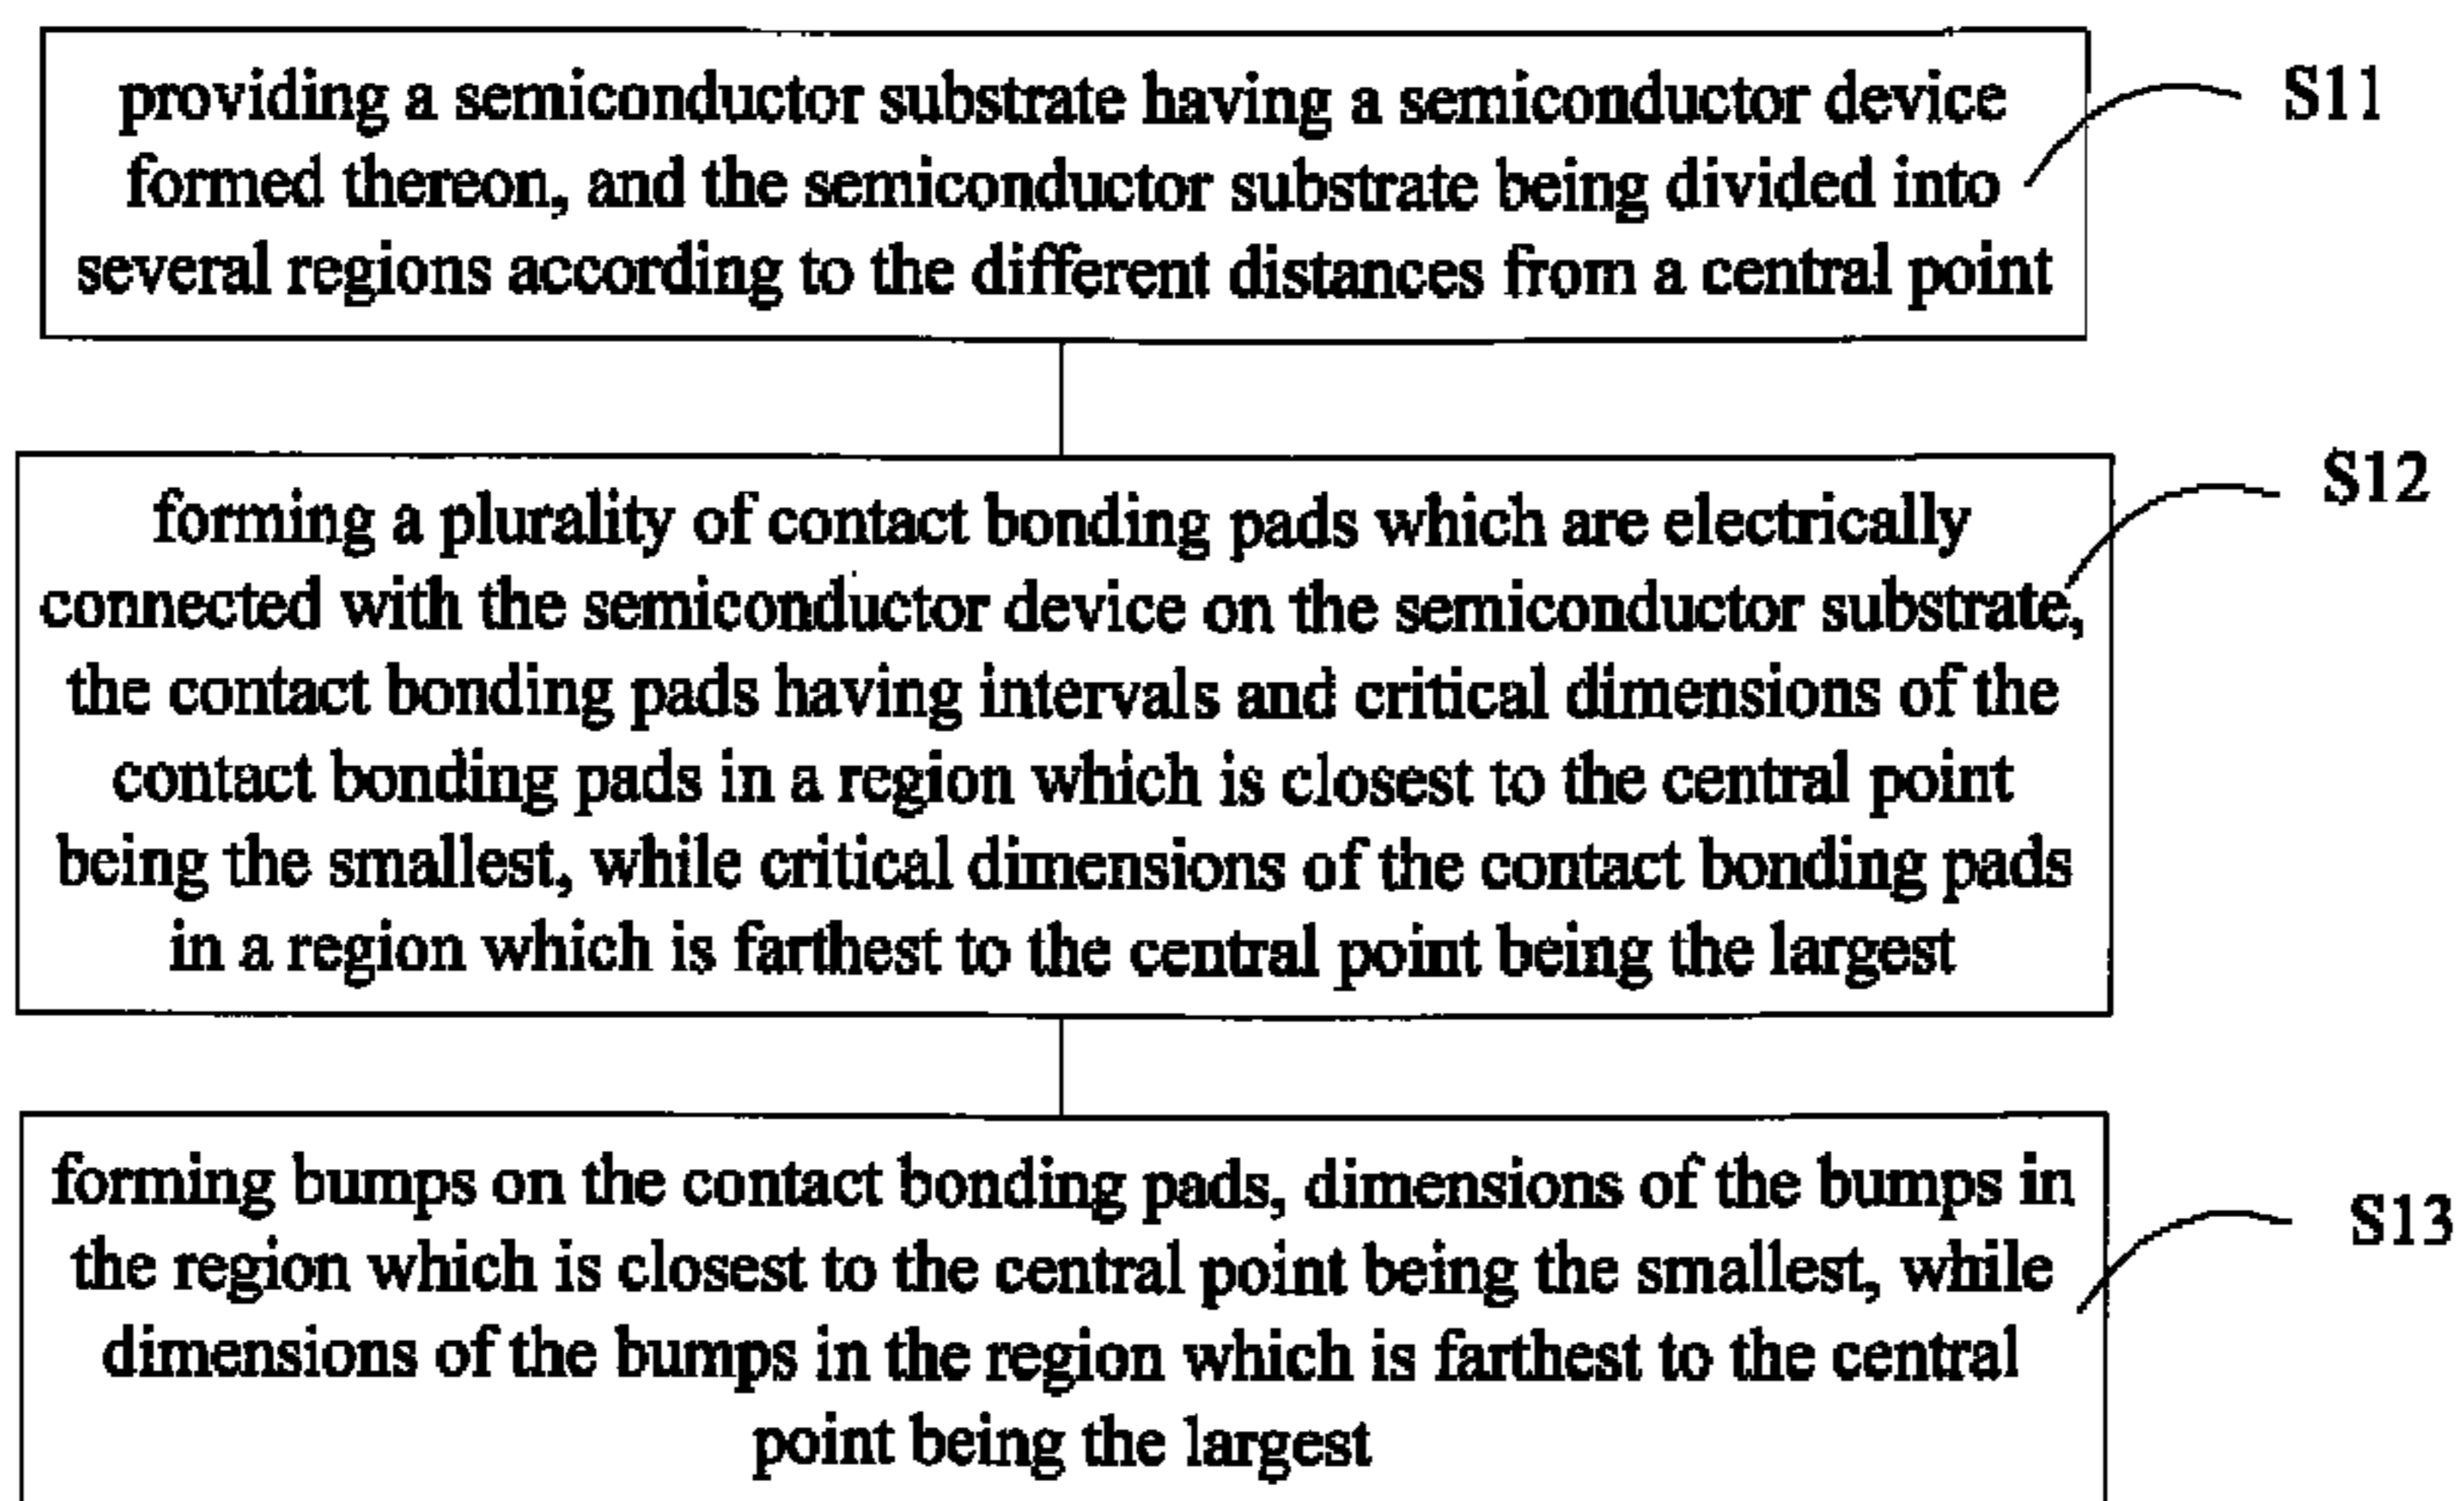 providing a semiconductor substrate having a semiconductor device
formed thereon, and the semiconductor substrate being divided into
several regions according to the different distances from a central point
S11
forming a plurality of contact bonding pads which are electrically
connected with the semiconductor device on the semiconductor substrate,
the contact bonding pads having intervals and critical dimensions of the
contact bonding pads in a region which is closest to the central point
being the smallest, while critical dimensions of the contact bonding pads
in a region which is farthest to the central point being the largest
S12
forming bumps on the contact bonding pads, dimensions of the bumps in
the region which is closest to the central point being the smallest, while
dimensions of the bumps in the region which is farthest to the central
point being the largest
S13